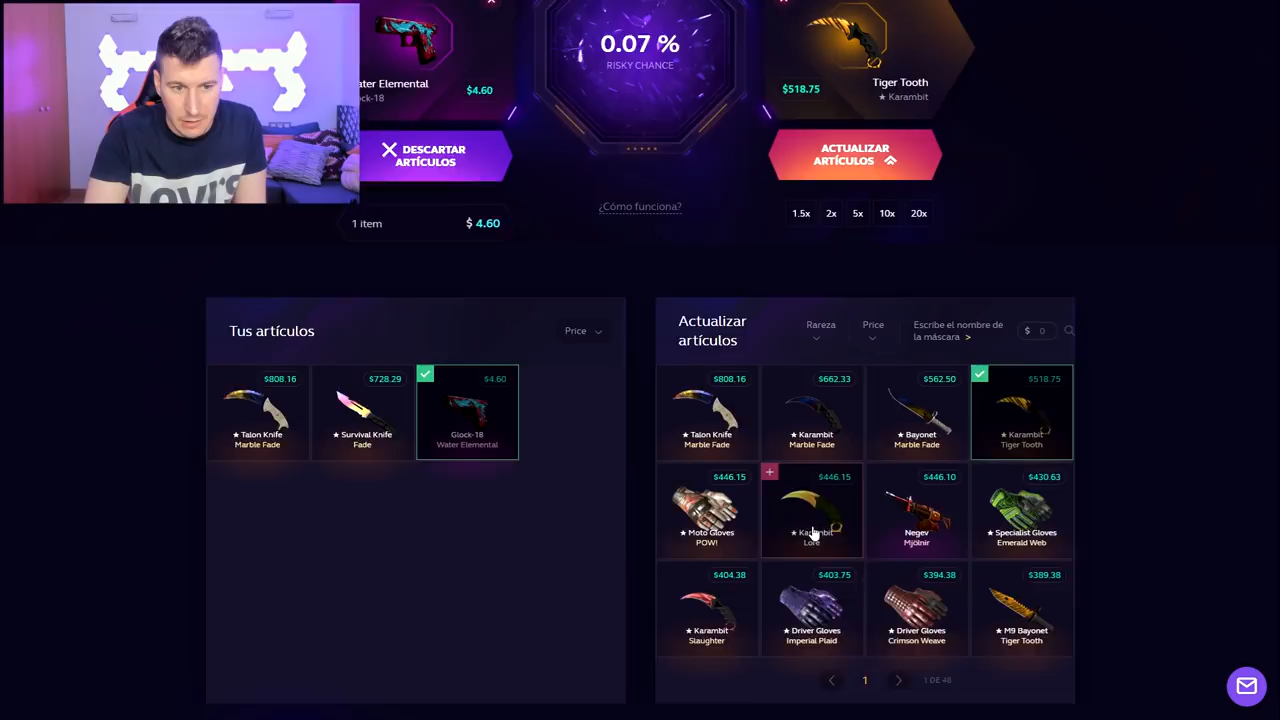 ater Elemental
ock-18
$4.60
0.07 %
RISKY CHANCE
$518.75
Tiger Tooth
★ Karambit
DESCARTAR
ARTÍCULOS
ACTUALIZAR
ARTÍCULOS
1 item
$ 4.60
¿Cómo funciona?
1.5x
2x
5x
10x
20x
Tus artículos
Price
Actualizar
artículos
Rareza
Price
Escribe el nombre de
la máscara >
$ 0
$808.16
★ Talon Knife
Marble Fade
$728.29
★ Survival Knife
Fade
$4.60
Glock-18
Water Elemental
$808.16
★ Talon Knife
Marble Fade
$662.33
★ Karambit
Marble Fade
$562.50
★ Bayonet
Marble Fade
$518.75
★ Karambit
Tiger Tooth
$446.15
★ Moto Gloves
POW!
$446.15
★ Karambit
Lore
$446.10
Negev
Mjölnir
$430.63
★ Specialist Gloves
Emerald Web
$404.38
★ Karambit
Slaughter
$403.75
★ Driver Gloves
Imperial Plaid
$394.38
★ Driver Gloves
Crimson Weave
$389.38
★ M9 Bayonet
Tiger Tooth
1
1 DE 48